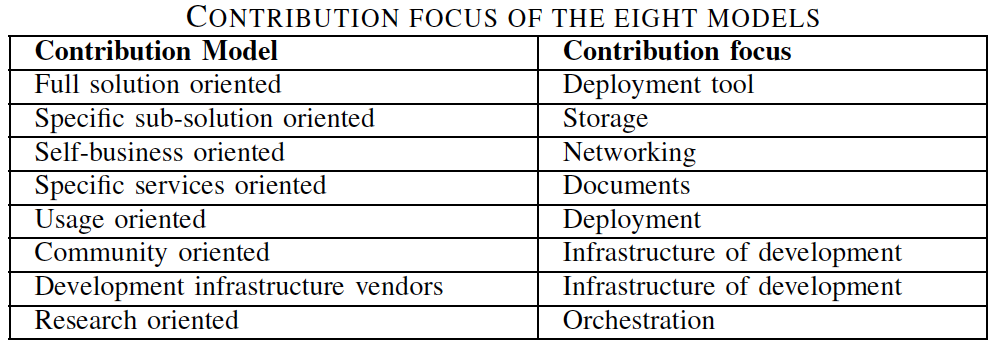 CONTRIBUTION FOCUS OF THE EIGHT MODELS
Contribution Model Contribution focus
Full solution oriented Deployment tool
Specific sub-solution oriented Storage
Self-business oriented Networking
Specific services oriented Documents
Usage oriented Deployment
Community oriented Infrastructure of development
Development infrastructure vendors Infrastructure of development
Research oriented Orchestration